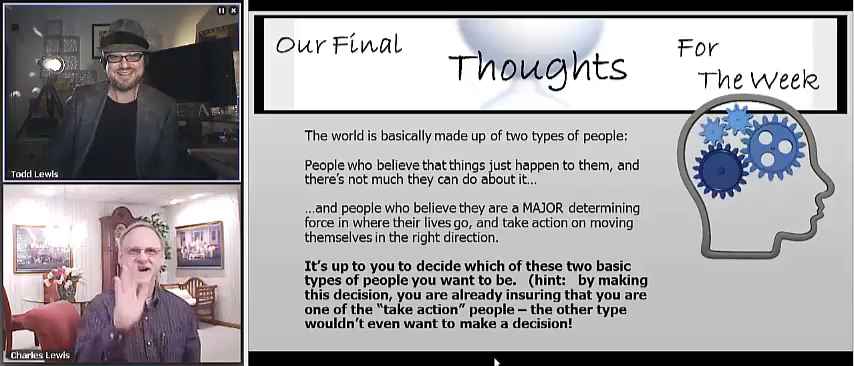 Todd Lewis
Charles Lewis
Our Final
Thoughts
For
The Week
The world is basically made up of two types of people:
People who believe that things just happen to them, and
there's not much they can do about it...
...and people who believe they are a MAJOR determining
force in where their lives go, and take action on moving
themselves in the right direction.
It's up to you to decide which of these two basic
types of people you want to be.  (hint:  by making
this decision, you are already insuring that you are
one of the “take action” people – the other type
wouldn't even want to make a decision!